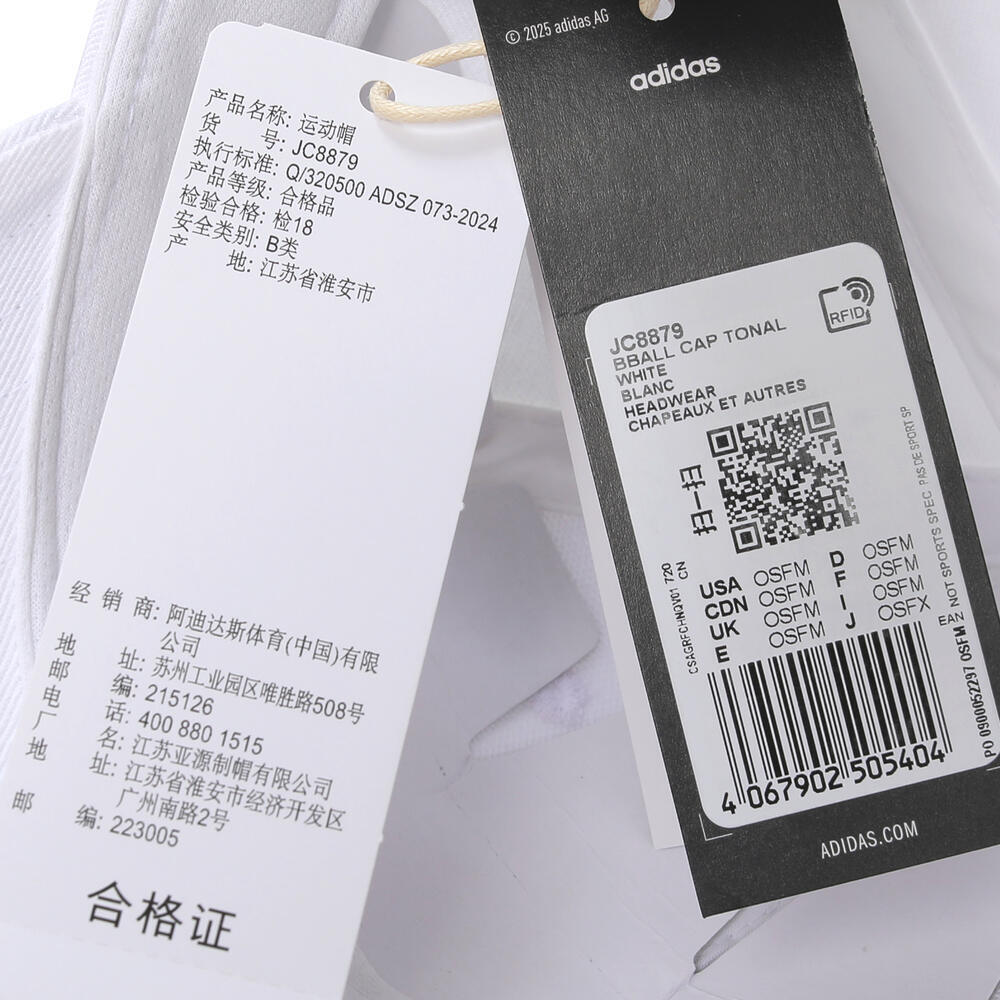 产品名称: 运动帽
货 号: JC8879
执行标准: Q/320500 ADSZ 073-2024
产品等级: 合格品
检验合格: 检18
安全类别: B类
产 地: 江苏省淮安市
经 销 商: 阿迪达斯体育(中国)有限
公司
地 址: 苏州工业园区唯胜路508号
邮 编: 215126
电 话: 400 880 1515
厂 名: 江苏亚源制帽有限公司
地 址: 江苏省淮安市经济开发区
广州南路2号
邮 编: 223005
合格证
© 2025 adidas AG
adidas
RFID
JC8879
BBALL CAP TONAL
WHITE
BLANC
HEADWEAR
CHAPEAUX ET AUTRES
扫一扫
CSAGRFCHNQV01 720
CN
USA OSFM D OSFM
CDN OSFM F OSFM
UK OSFM I OSFM
E OSFM J OSFX
EAN NOT SPORTS SPEC PAS DE SPORT SP
PO 0900652297 OSFM
4 067902 505404
ADIDAS.COM